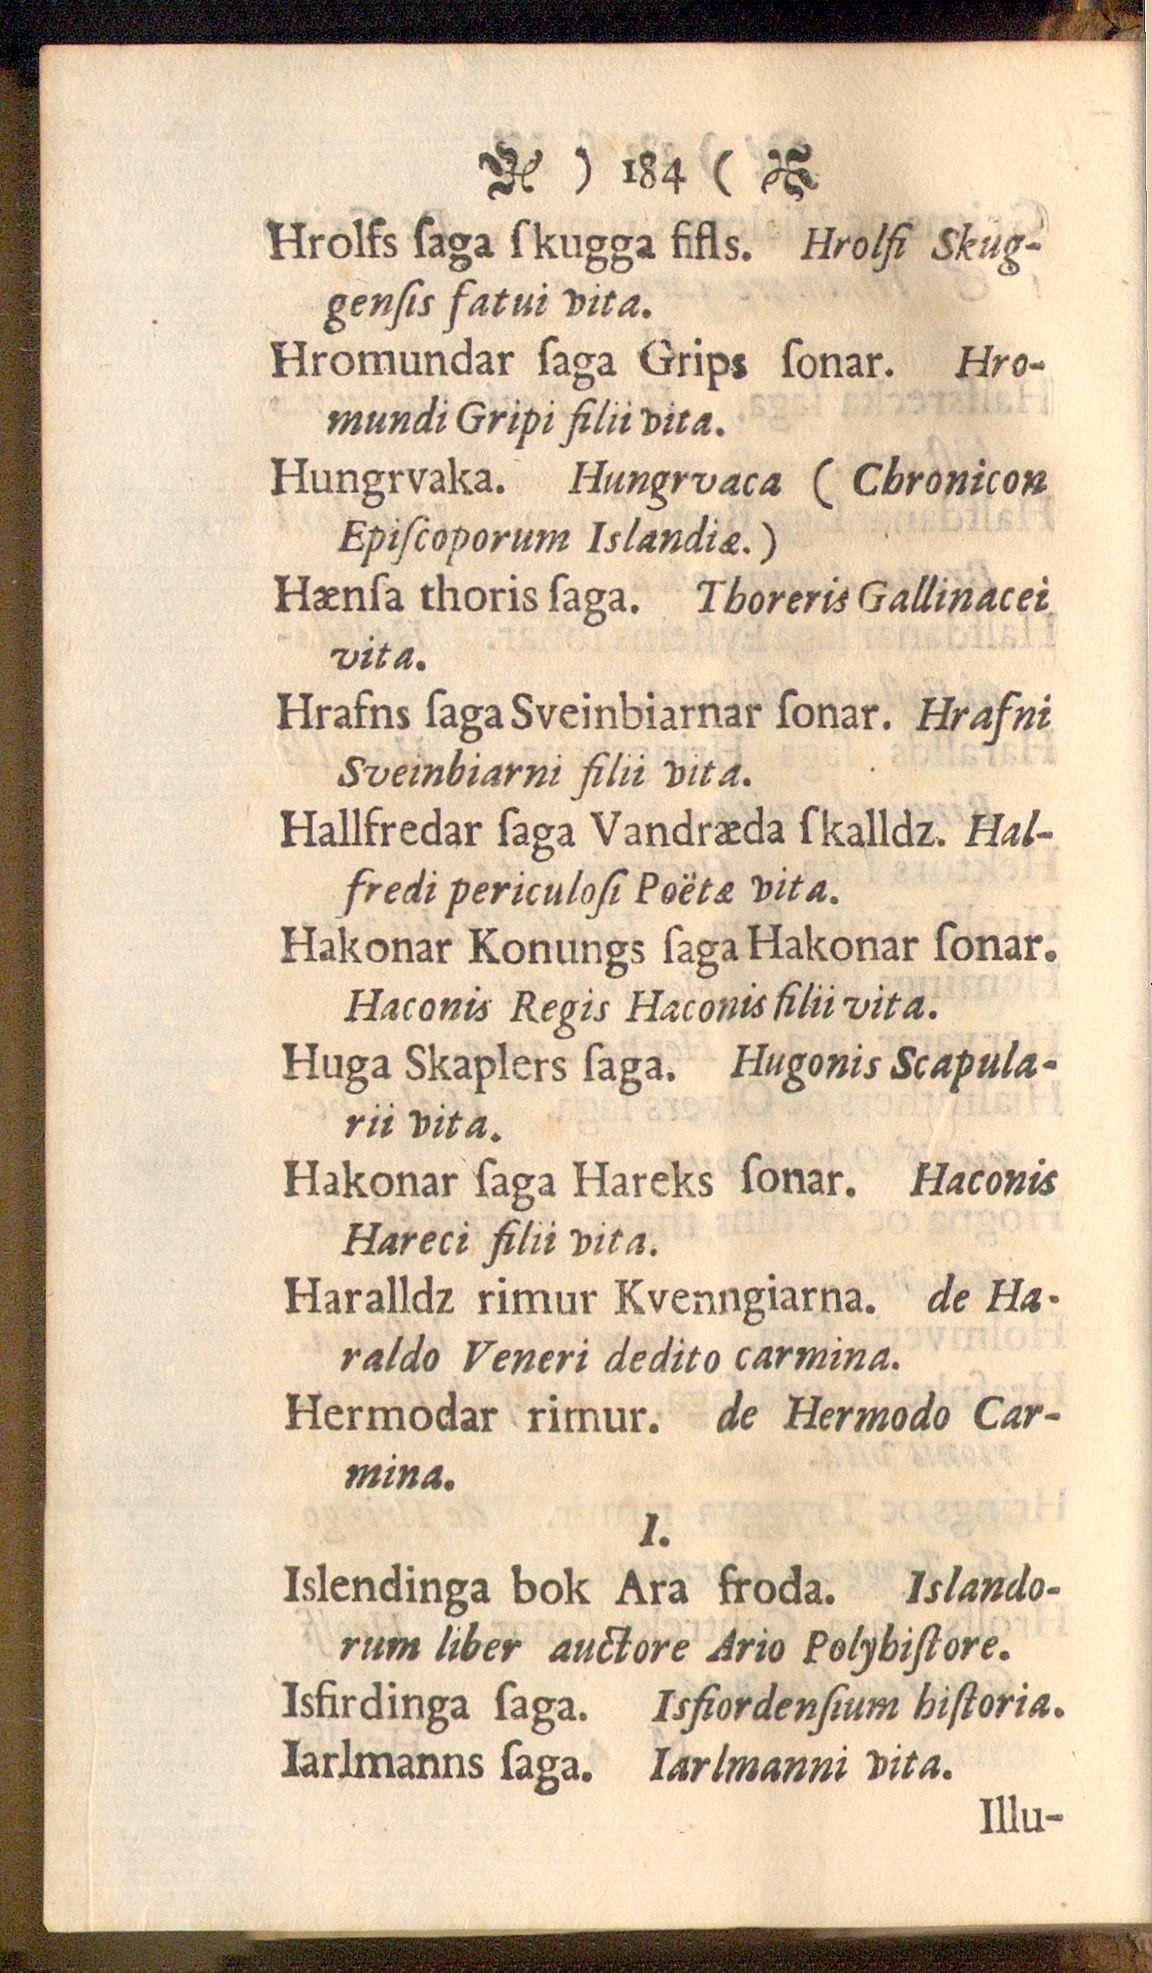 ) 184 (
Hrolfs ſaga ſkugga fifls. Hrolfi Skug-
genſis fatui vita.
Hromundar ſaga Grips ſonar. Hro-
mundi Gripi filii vita.
Hungrvaka. Hungrvaca ( Chronicon
Epiſcoporum Islandiæ.)
Hænſa thoris ſaga. Thoreris Gallinacei
vita.
Hrafns ſaga Sveinbiarnar ſonar. Hrafni
Sveinbiarni filii vita.
Hallfredar ſaga Vandræda ſkalldz. Hal-
fredi periculoſi Poëtæ vita.
Hakonar Konungs ſaga Hakonar ſonar.
Haconis Regis Haconis filii vita.
Huga Skaplers ſaga. Hugonis Scapula-
rii vita.
Hakonar ſaga Hareks ſonar. Haconis
Hareci filii vita.
Haralldz rimur Kvenngiarna. de Ha-
raldo Veneri dedito carmina.
Hermodar rimur. de Hermodo Car-
mina.
I.
Islendinga bok Ara froda. Islando-
rum liber auctore Ario Polyhiſtore.
Isfirdinga ſaga. Isfiordenſium hiſtoria.
Iarlmanns ſaga. Iarlmanni vita.
Illu-